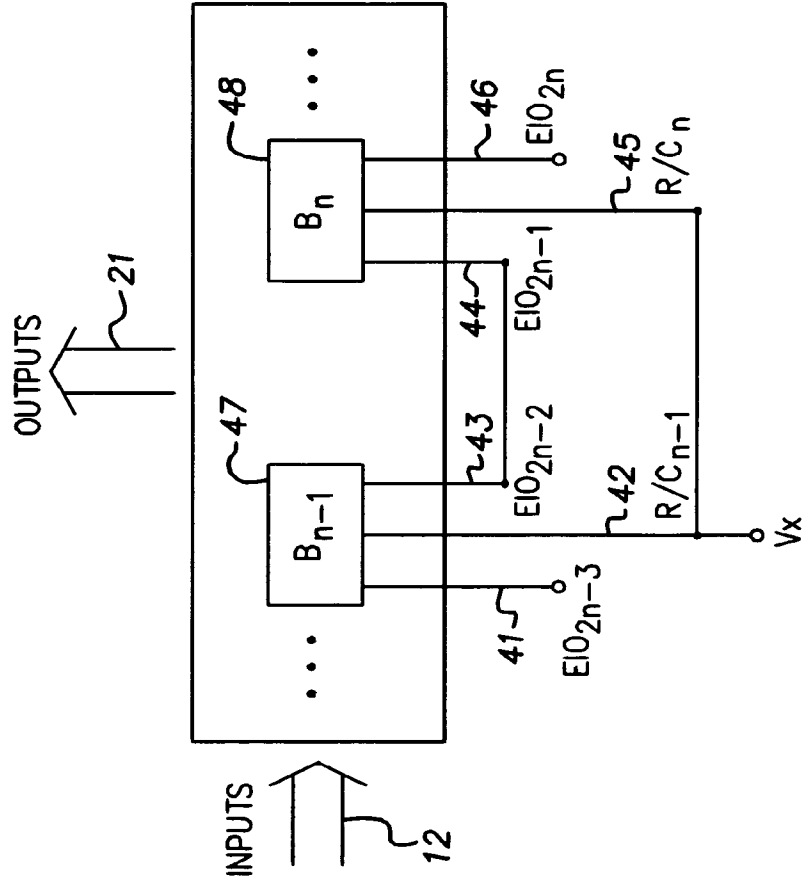 OUTPUTS
21
INPUTS
12
47
48
Bn–1
Bn
41
42
43
44
45
46
EIO2n–3
R/Cn–1
EIO2n–2
EIO2n–1
R/Cn
EIO2n
Vx